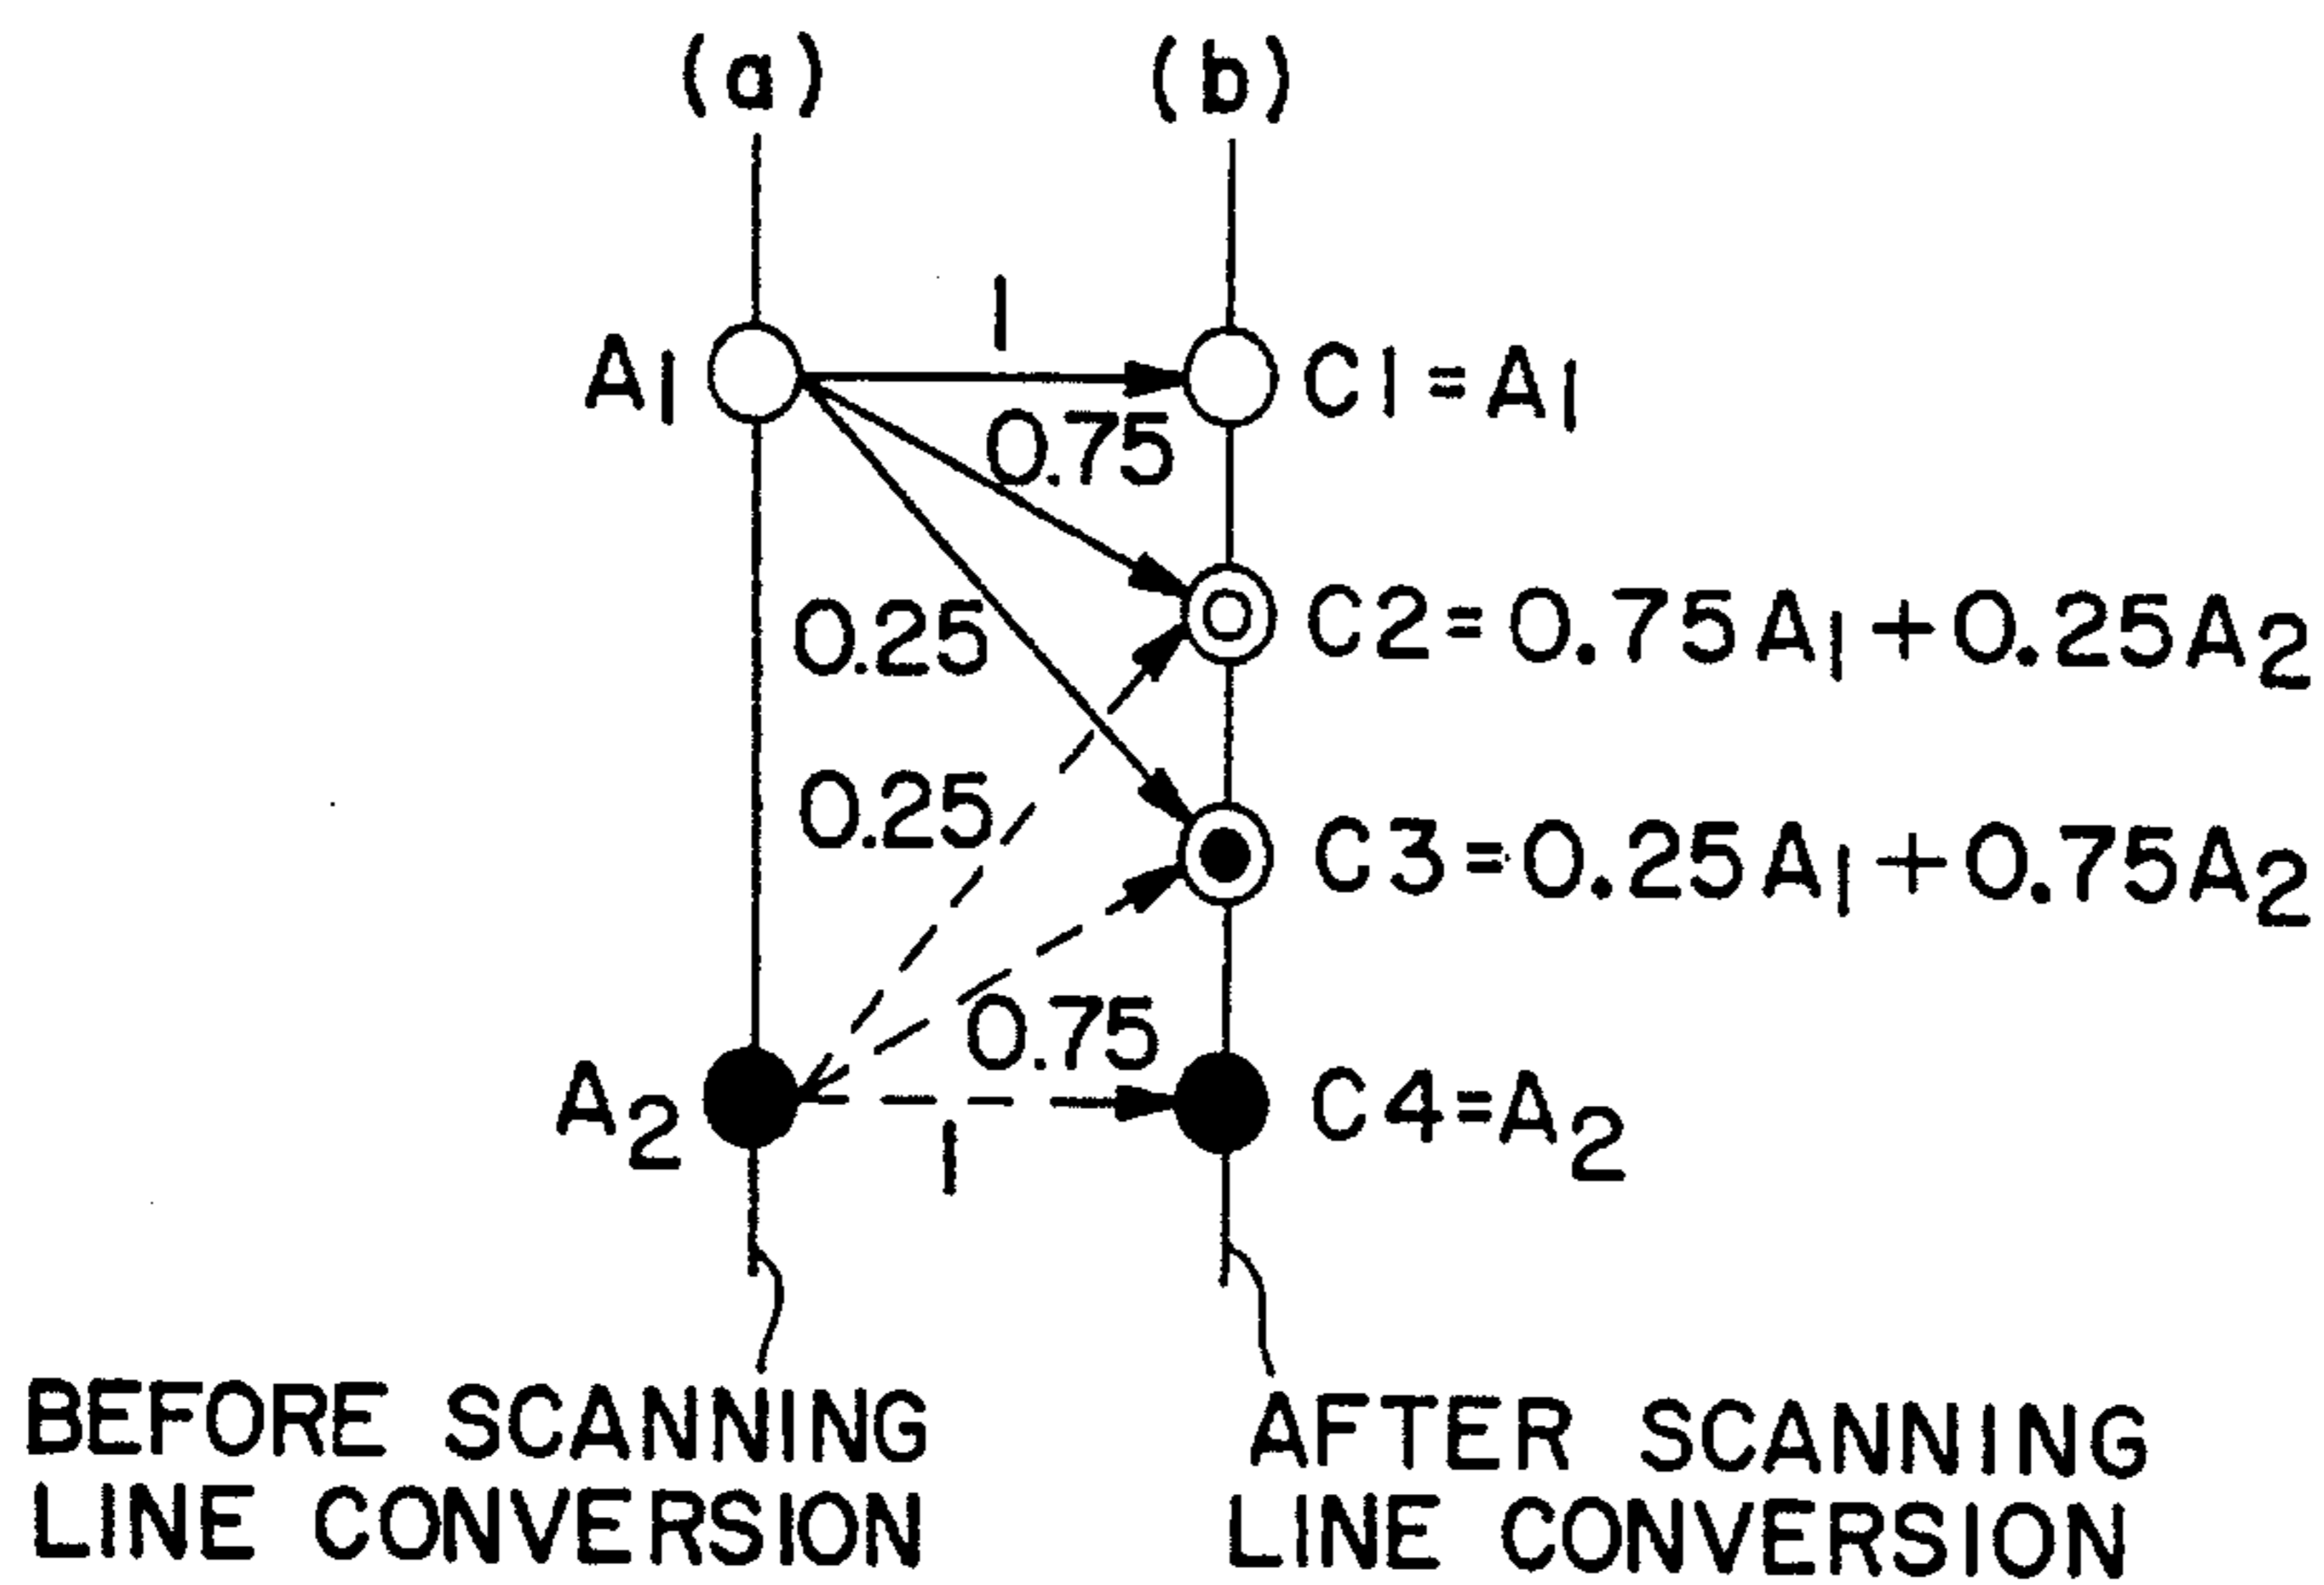 (a) (b)
1
A1 C1=A1
0.75
0.25 C2=0.75A1+0.25A2
0.25 C3=0.25A1+0.75A2
0.75
A2 C4=A2
1
BEFORE SCANNING AFTER SCANNING
LINE CONVERSION LINE CONVERSION